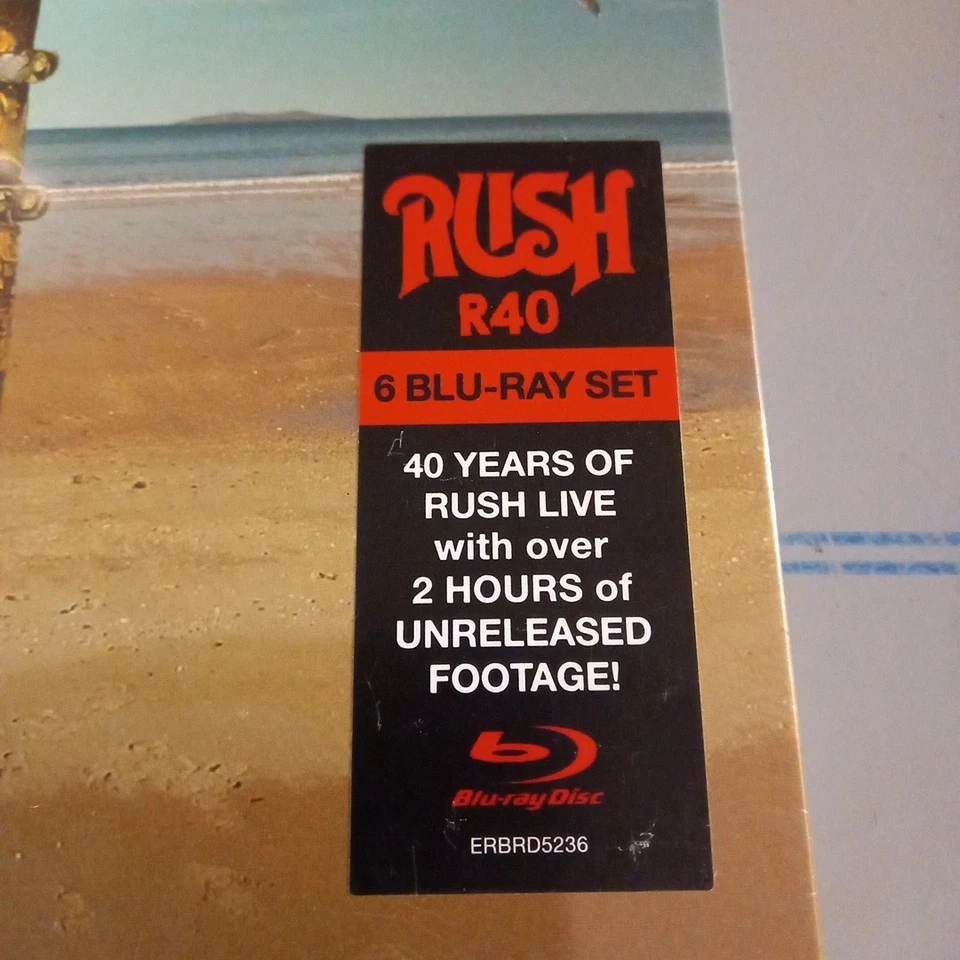 RUSH
R40
6 BLU-RAY SET
40 YEARS OF
RUSH LIVE
with over
2 HOURS of
UNRELEASED
FOOTAGE!
Blu-ray Disc
ERBRD5236